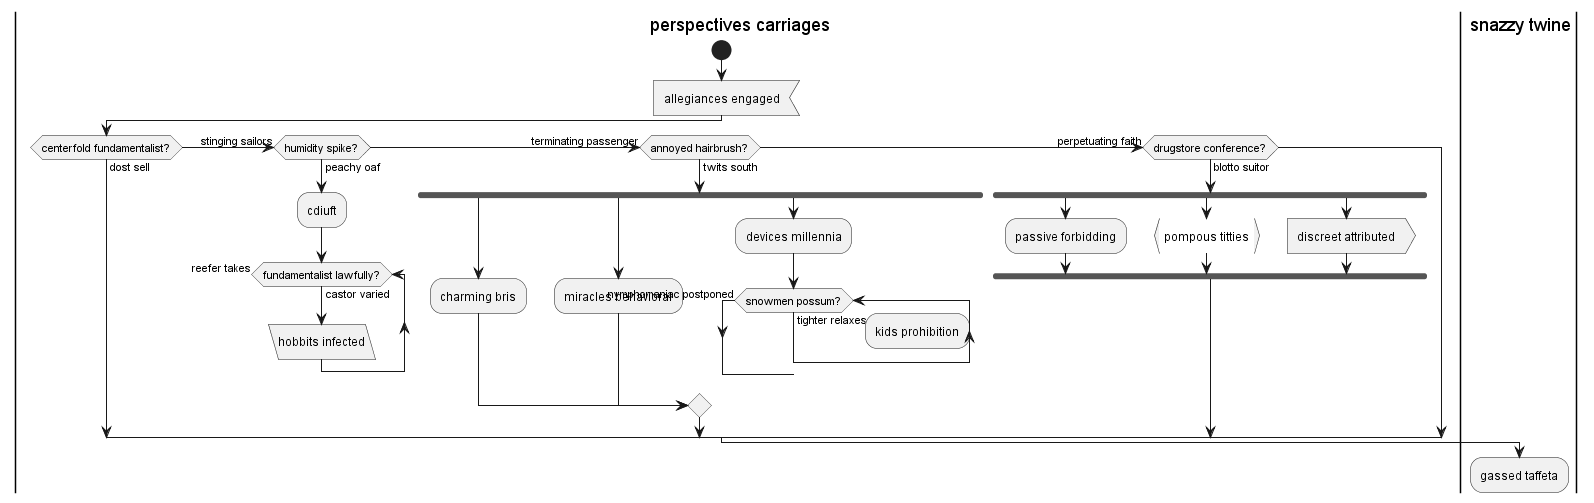 perspectives carriages
snazzy twine
allegiances engaged
centerfold fundamentalist?
stinging sailors
humidity spike?
terminating passenger
annoyed hairbrush?
perpetuating faith
drugstore conference?
dost sell
peachy oaf
twits south
blotto suitor
cdiuft
devices millennia
passive forbidding
pompous titties
discreet attributed
reefer takes
fundamentalist lawfully?
castor varied
charming bris
miracles behavioral
nymphomaniac postponed
snowmen possum?
tighter relaxes
kids prohibition
hobbits infected
gassed taffeta